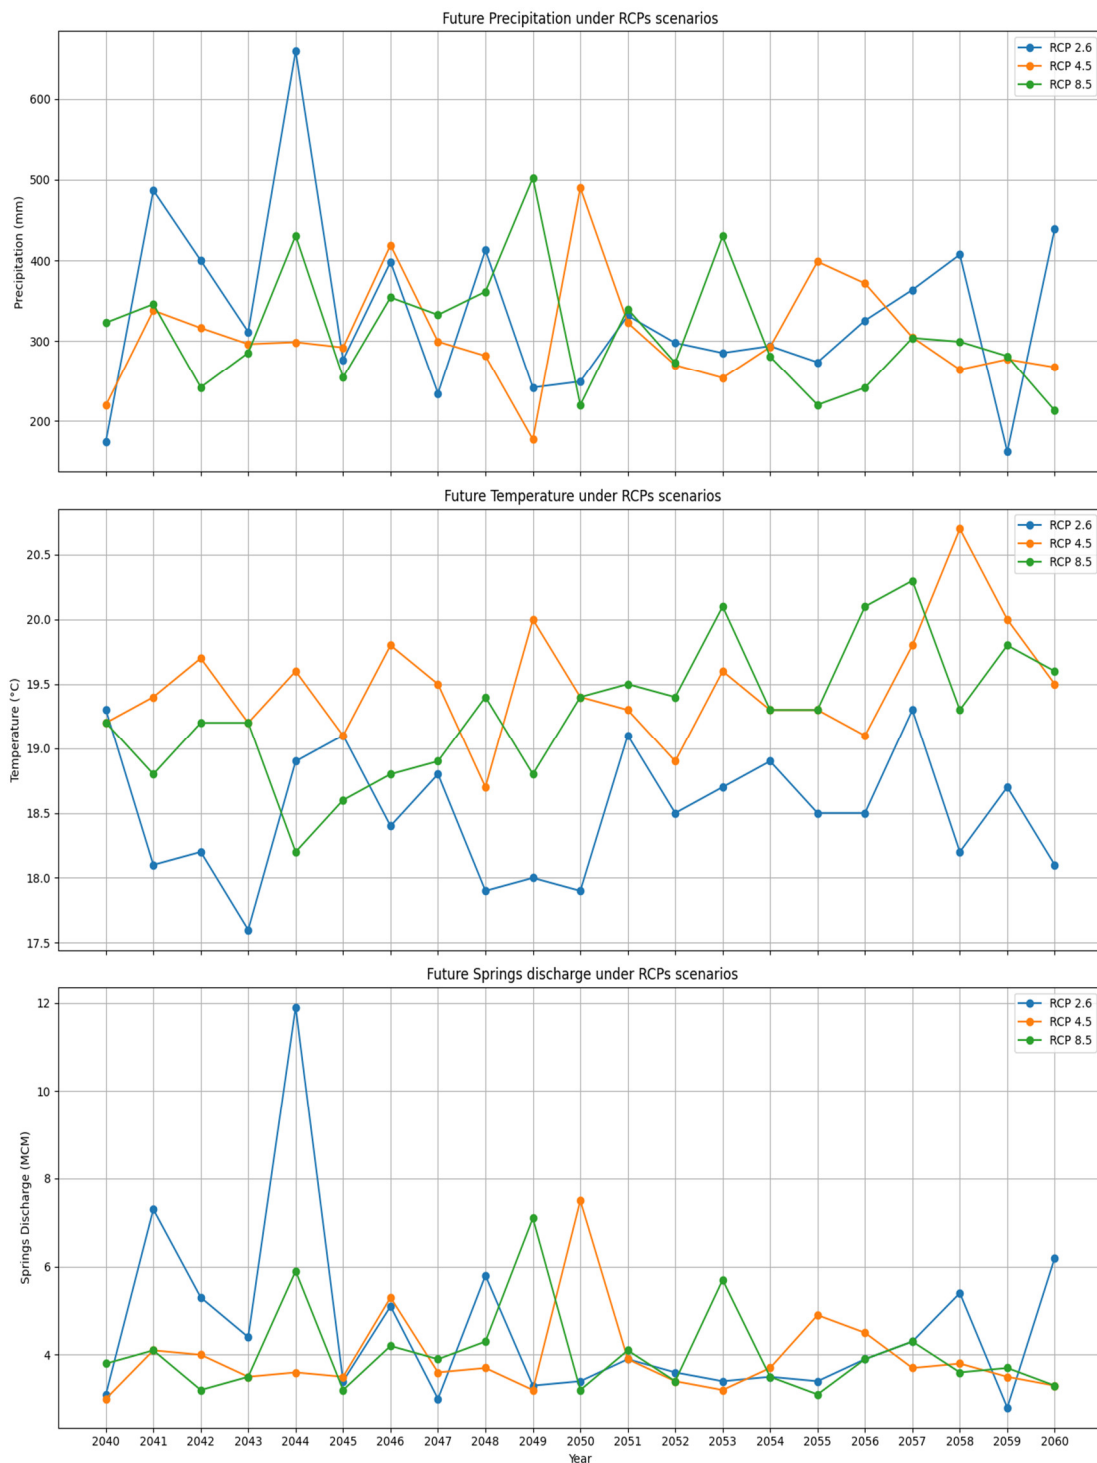 Future Precipitation under RCPs scenarios
RCP 2.6
RCP 4.5
RCP 8.5
600
500
400
300
200
Precipitation (mm)
Future Temperature under RCPs scenarios
RCP 2.6
RCP 4.5
RCP 8.5
20.5
20.0
19.5
19.0
18.5
18.0
17.5
Temperature (°C)
Future Springs discharge under RCPs scenarios
RCP 2.6
RCP 4.5
RCP 8.5
12
10
8
6
4
Springs Discharge (MCM)
2040 2041 2042 2043 2044 2045 2046 2047 2048 2049 2050 2051 2052 2053 2054 2055 2056 2057 2058 2059 2060
Year